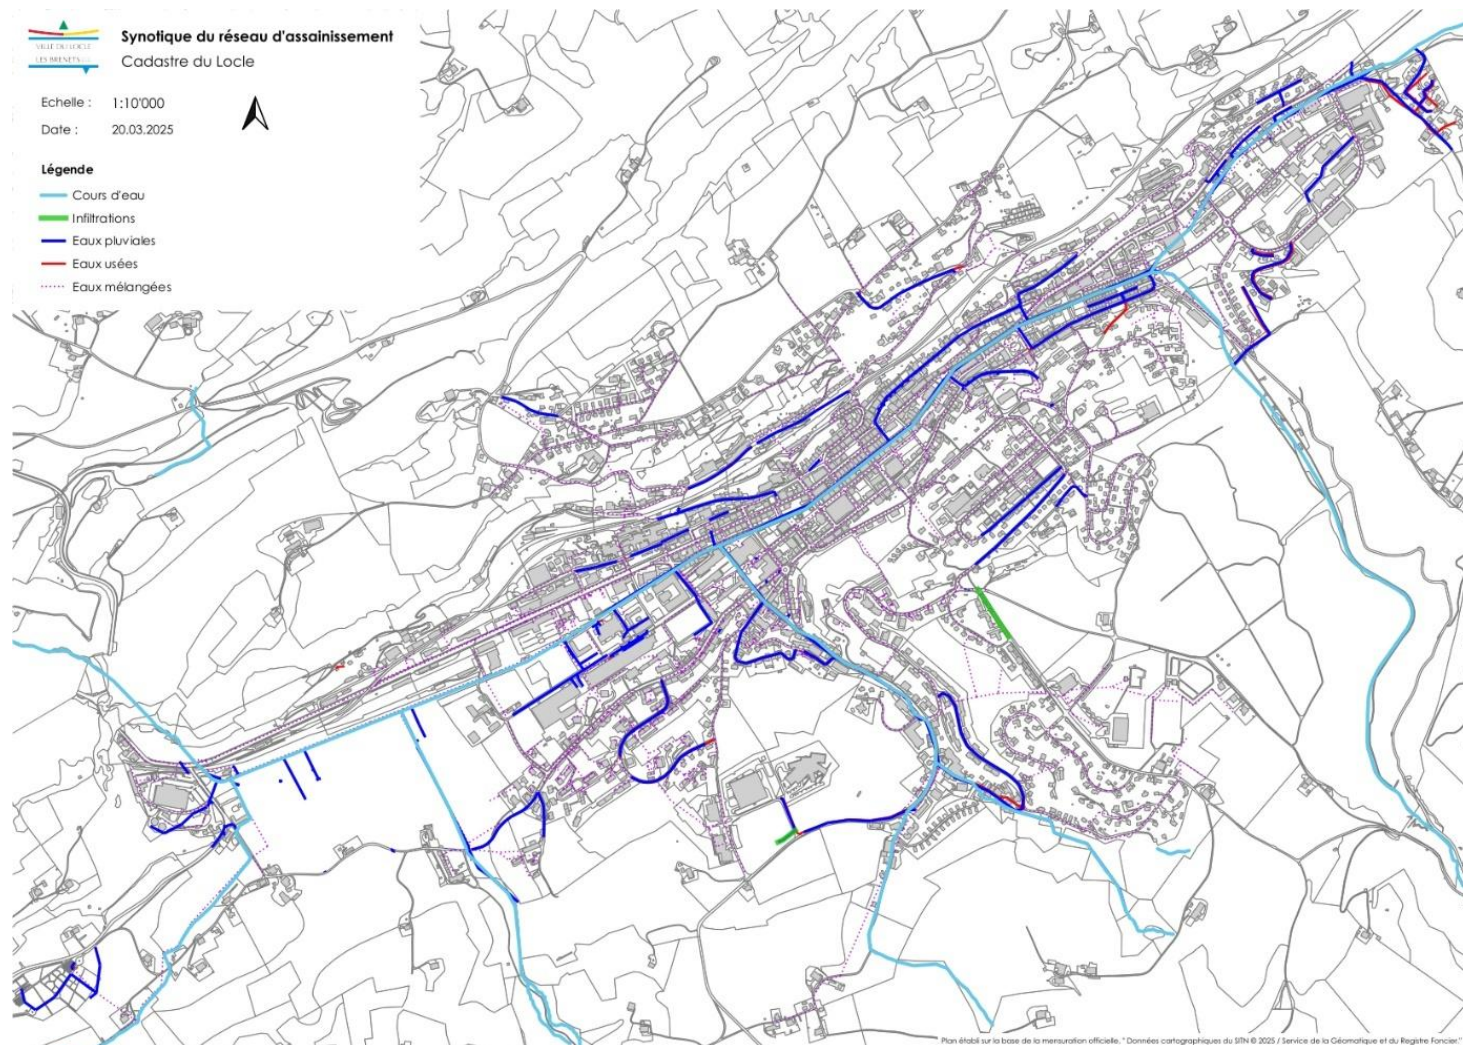 VILLE DU LOCLE
LES BRENETS
Synotique du réseau d'assainissement
Cadastre du Locle
Echelle : 1:10'000
Date : 20.03.2025
Légende
Cours d'eau
Infiltrations
Eaux pluviales
Eaux usées
Eaux mélangées
Plan établi sur la base de la mensuration officielle. " Données cartographiques du SITN © 2025 / Service de la Géomatique et du Registre Foncier."